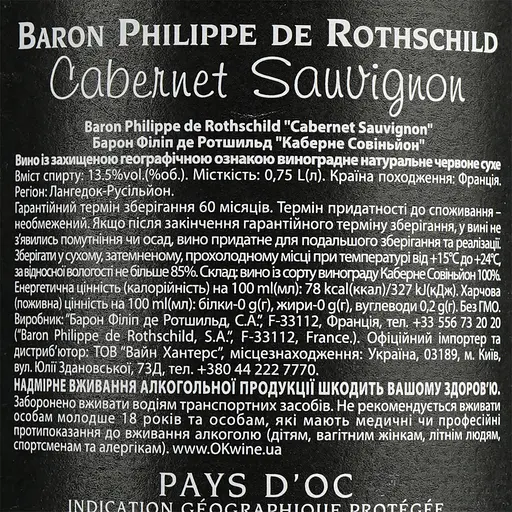 BARON PHILIPPE DE ROTHSCHILD
Cabernet Sauvignon
Baron Philippe de Rothschild "Cabernet Sauvignon"
Барон Філіп де Ротшильд "Каберне Совіньйон"
Вино із захищеною географічною ознакою виноградне натуральне червоне сухе
Вміст спирту: 13.5%vol.(%об.). Місткість: 0,75 L(л). Країна походження: Франція.
Регіон: Лангедок-Русільйон.
Гарантійний термін зберігання 60 місяців. Термін придатності до споживання –
необмежений. Якщо після закінчення гарантійного терміну зберігання, у вині не
з'явились помутніння чи осад, вино придатне для подальшого зберігання та реалізації.
Зберігати у сухому, затемненому, прохолодному місці при температурі від +15°С до +24°С,
за відносної вологості не більше 85%. Склад: вино із сорту винограду Каберне Совіньйон 100%.
Енергетична цінність (калорійність) на 100 ml(мл): 78 kcal(ккал)/327 kJ(кДж). Харчова
(поживна) цінність на 100 ml(мл): білки-0 g(г), жири-0 g(г), вуглеводи 0,2 g(г). Без ГМО.
Виробник: "Барон Філіп де Ротшильд, С.А.", F-33112, Франція, тел. +33 556 73 20 20
("Baron Philippe de Rothschild, S.A.", F-33112, France.). Офіційний імпортер та
дистриб'ютор: ТОВ "Вайн Хантерс", місцезнаходження: Україна, 03189, м. Київ,
вул. Юлії Здановської, 73Д, тел. +380 44 222 7770.
НАДМІРНЕ ВЖИВАННЯ АЛКОГОЛЬНОЇ ПРОДУКЦІЇ ШКОДИТЬ ВАШОМУ ЗДОРОВ'Ю.
Заборонено вживати водіям транспортних засобів. Не рекомендується вживати
особам молодше 18 років та особам, які мають медичні чи професійні
протипоказання до вживання алкоголю (дітям, вагітним жінкам, літнім людям,
спортсменам та алергікам). www.OKwine.ua
PAYS D'OC
INDICATION GÉOGRAPHIQUE PROTÉGÉE